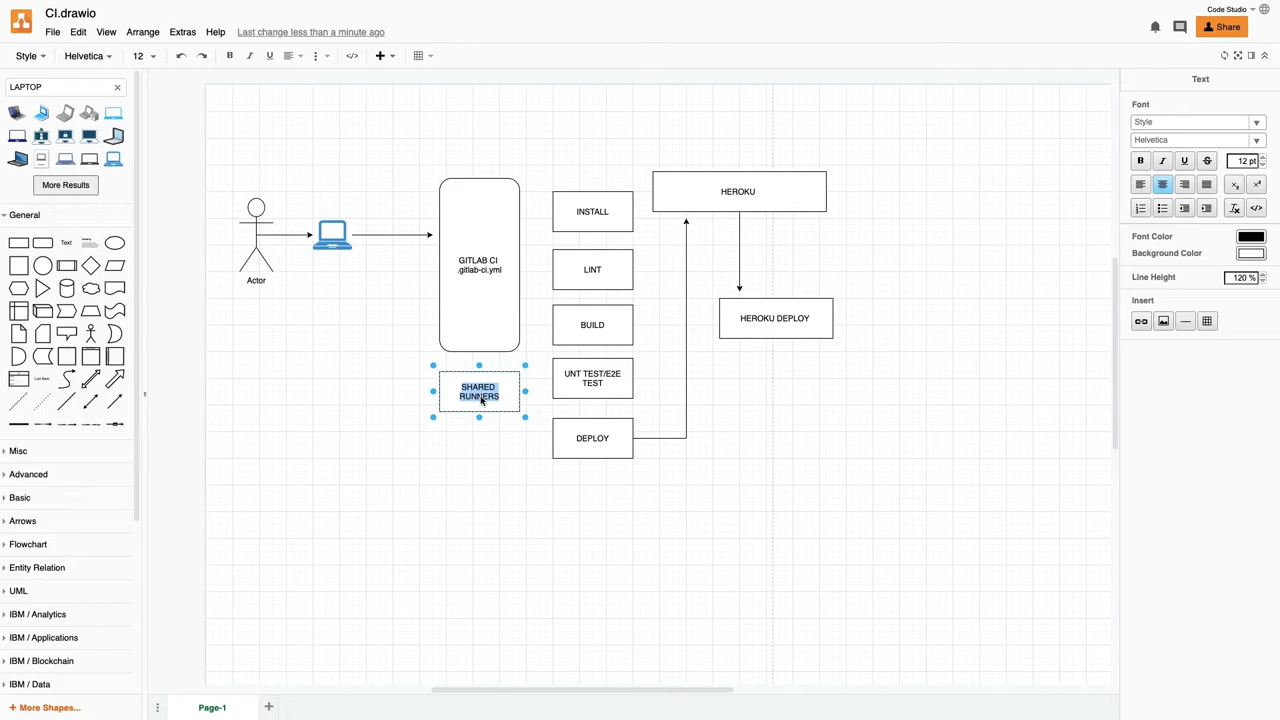 CI.drawio
Code Studio
File Edit View Arrange Extras Help Last change less than a minute ago
Share
Style Helvetica 12 B I U
LAPTOP
More Results
General
Text
List Item
Misc
Advanced
Basic
Arrows
Flowchart
Entity Relation
UML
IBM / Analytics
IBM / Applications
IBM / Blockchain
IBM / Data
+ More Shapes...
Actor
GITLAB CI
.gitlab-ci.yml
SHARED
RUNNERS
INSTALL
LINT
BUILD
UNT TEST/E2E
TEST
DEPLOY
HEROKU
HEROKU DEPLOY
Page-1
Text
Font
Style
Helvetica
B I U S 12 pt
Font Color
Background Color
Line Height 120 %
Insert